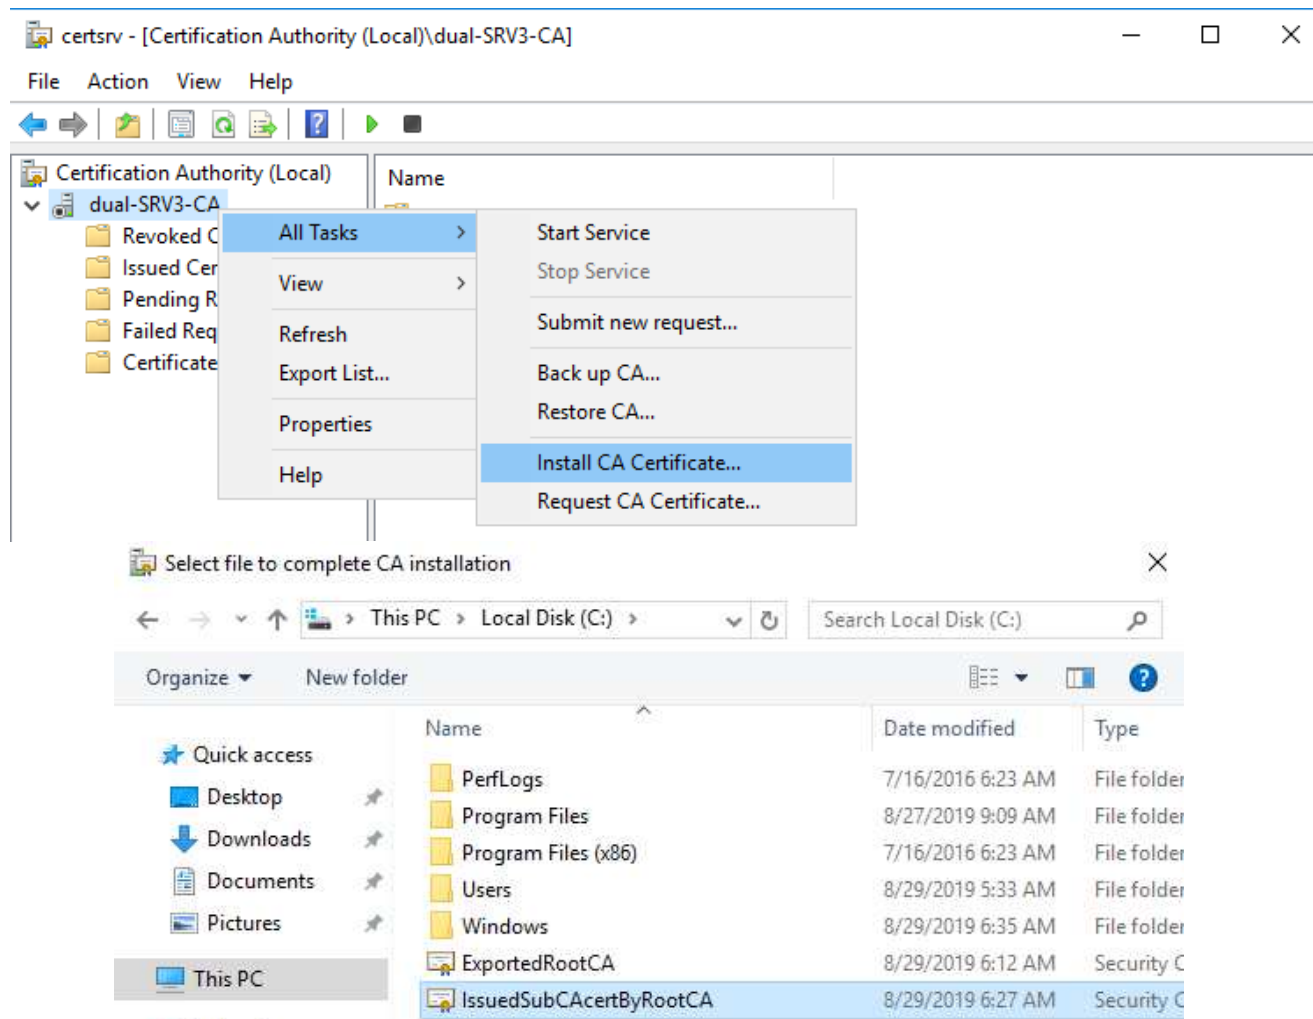 certsrv - [Certification Authority (Local)\dual-SRV3-CA]
File Action View Help
Certification Authority (Local)
Name
dual-SRV3-CA
Revoked C
Issued Cer
Pending R
Failed Req
Certificate
All Tasks
View
Refresh
Export List...
Properties
Help
Start Service
Stop Service
Submit new request...
Back up CA...
Restore CA...
Install CA Certificate...
Request CA Certificate...
Select file to complete CA installation
This PC > Local Disk (C:) >
Search Local Disk (C:)
Organize New folder
Quick access
Desktop
Downloads
Documents
Pictures
This PC
Name Date modified Type
PerfLogs 7/16/2016 6:23 AM File folder
Program Files 8/27/2019 9:09 AM File folder
Program Files (x86) 7/16/2016 6:23 AM File folder
Users 8/29/2019 5:33 AM File folder
Windows 8/29/2019 6:35 AM File folder
ExportedRootCA 8/29/2019 6:12 AM Security C
IssuedSubCAcertByRootCA 8/29/2019 6:27 AM Security C